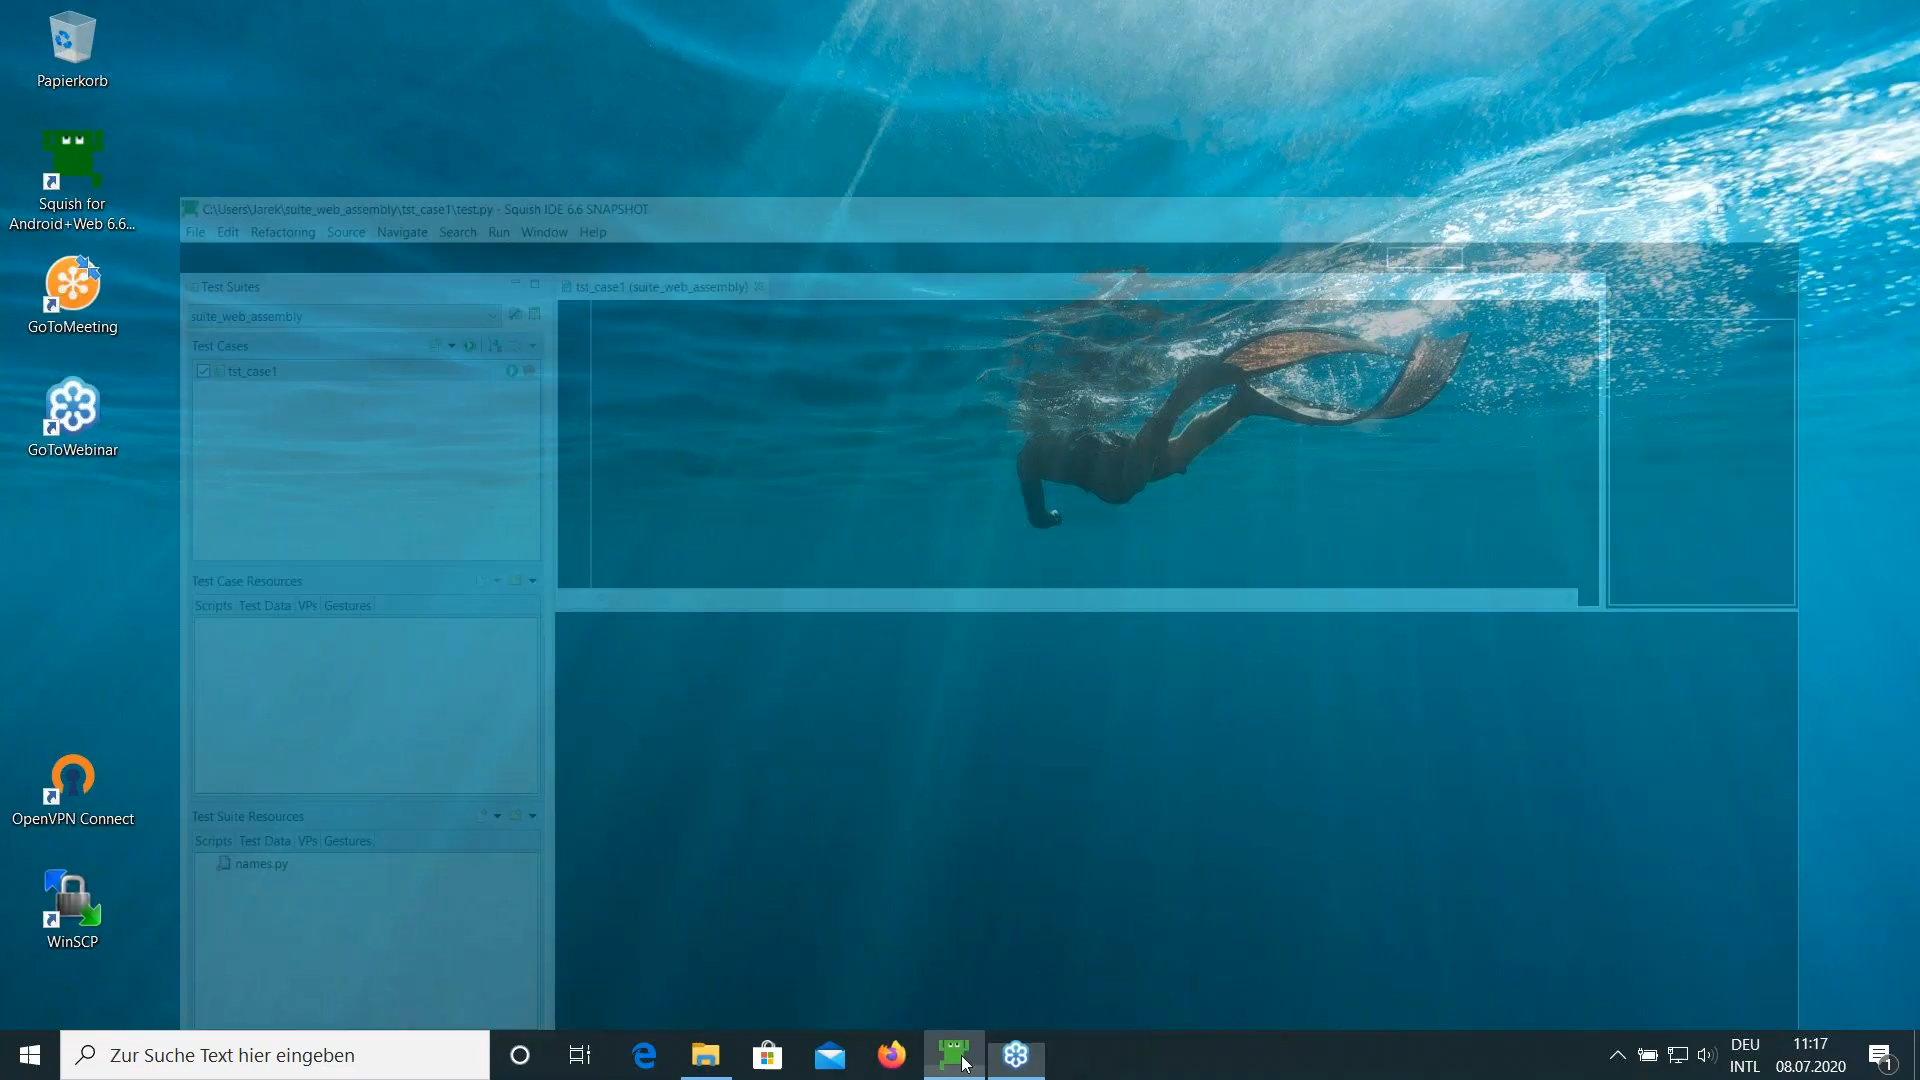 Papierkorb
Squish for
Android+Web 6.6...
GoToMeeting
GoToWebinar
OpenVPN Connect
WinSCP
C:\Users\Jarek\suite_web_assembly\tst_case1\test.py - Squish IDE 6.6 SNAPSHOT
File Edit Refactoring Source Navigate Search Run Window Help
Test Suites
suite_web_assembly
Test Cases
tst_case1
Test Case Resources
Scripts Test Data VPs Gestures
Test Suite Resources
Scripts Test Data VPs Gestures
names.py
tst_case1 (suite_web_assembly)
Zur Suche Text hier eingeben
DEU
INTL
11:17
08.07.2020
1